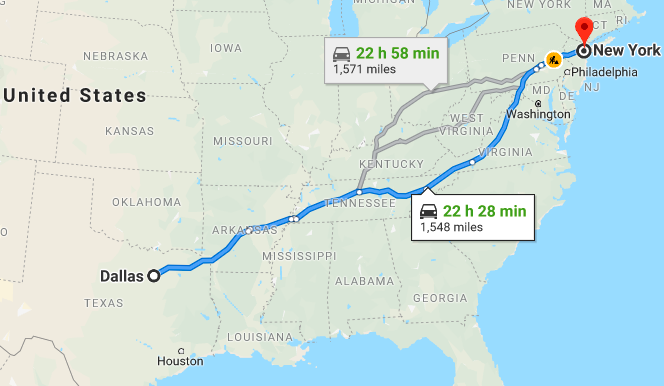 NEW YORK
MA
CT
RI
NEBRASKA
IOWA
22 h 58 min
1,571 miles
PENN
New York
Philadelphia
United States
MD
DE
NJ
Washington
KANSAS
MISSOURI
WEST
VIRGINIA
KENTUCKY
VIRGINIA
OKLAHOMA
TENNESSEE
ARKANSAS
22 h 28 min
1,548 miles
MISSISSIPPI
Dallas
TEXAS
ALABAMA
GEORGIA
LOUISIANA
Houston